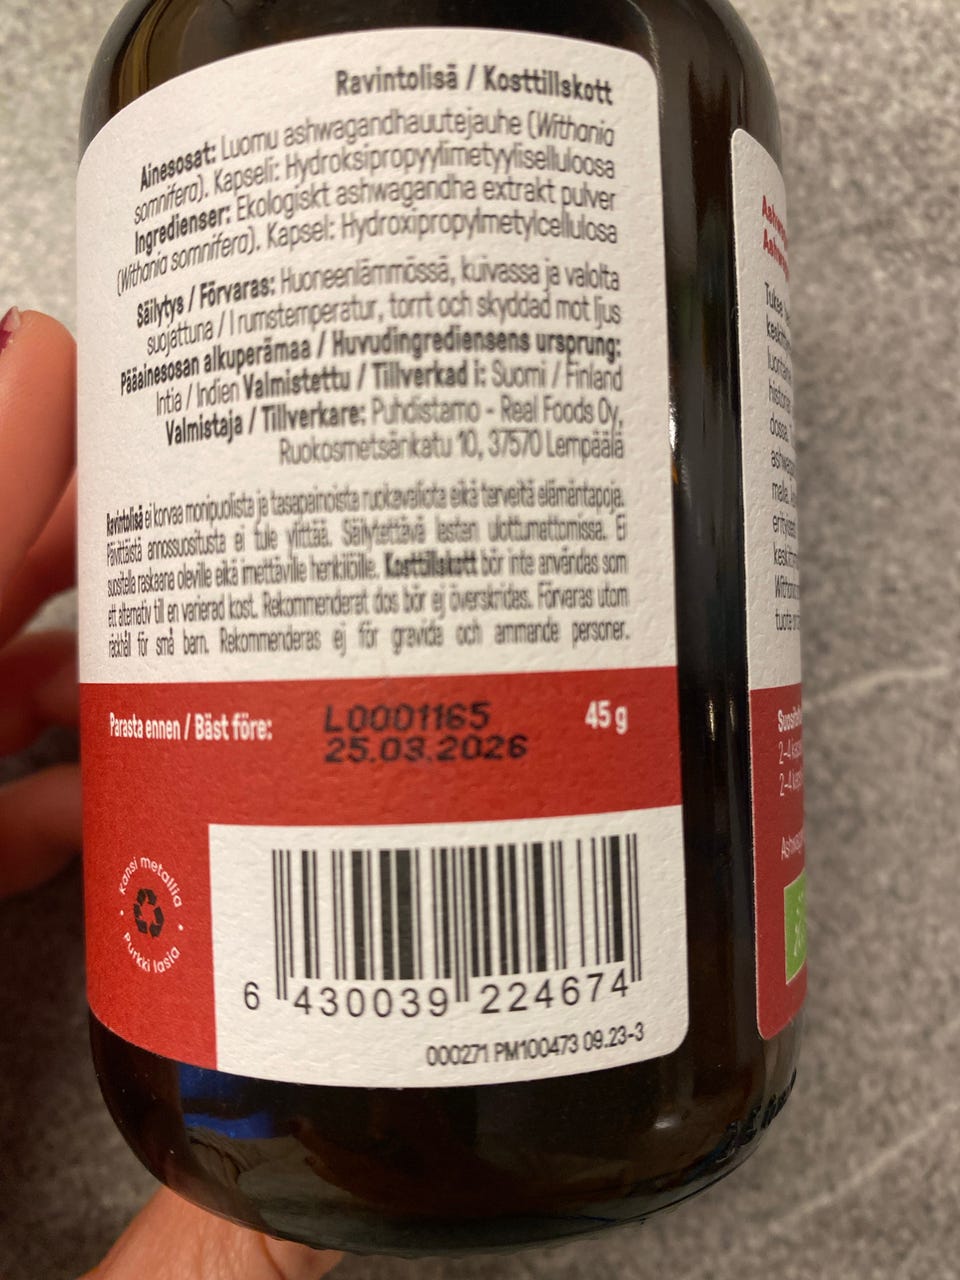 Ravintolisä / Kosttillskott
Ainesosat: Luomu ashwagandhauutejauhe (Withania
somnifera). Kapseli: Hydroksipropyylimetyyliselluloosa
Ingredienser: Ekologiskt ashwagandha extrakt pulver
(Withania somnifera). Kapsel: Hydroxipropylmetylcellulosa
Säilytys / Förvaras: Huoneenlämmössä, kuivassa ja valolta
suojattuna / I rumstemperatur, torrt och skyddad mot ljus
Pääainesosan alkuperämaa / Huvudingrediensens ursprung:
Intia / Indien Valmistettu / Tillverkad i: Suomi / Finland
Valmistaja / Tillverkare: Puhdistamo - Real Foods Oy,
Ruokosmetsänkatu 10, 37570 Lempäälä
Ravintolisä ei korvaa monipuolista ja tasapainoista ruokavaliota eikä terveitä elämäntapoja.
Päivittäistä annossuositusta ei tule ylittää. Säilytettävä lasten ulottumattomissa. Ei
suositella raskaana oleville eikä imettäville henkilöille. Kosttillskott bör inte användas som
ett alternativ till en varierad kost. Rekommenderat dos bör ej överskridas. Förvaras utom
räckhåll för små barn. Rekommenderas ej för gravida och ammande personer.
Parasta ennen / Bäst före:
L0001165
25.03.2026
45 g
Kansi metallia
Purkki lasia
6 430039 224674
000271 PM100473 09.23-3
Tukee
historia
2-4
2-4